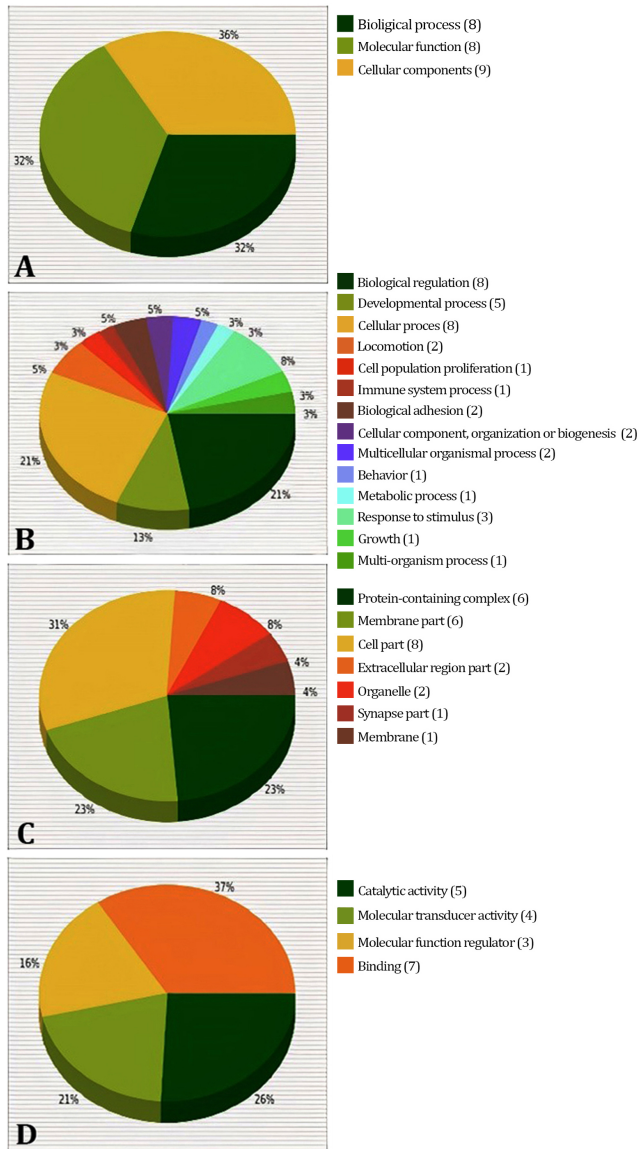 36%
32%
32%
A
Bioligical process (8)
Molecular function (8)
Cellular components (9)
5%
5%
5%
3%
3%
3%
3%
5%
8%
3%
3%
21%
21%
13%
B
Biological regulation (8)
Developmental process (5)
Cellular proces (8)
Locomotion (2)
Cell population proliferation (1)
Immune system process (1)
Biological adhesion (2)
Cellular component, organization or biogenesis (2)
Multicellular organismal process (2)
Behavior (1)
Metabolic process (1)
Response to stimulus (3)
Growth (1)
Multi-organism process (1)
8%
31%
8%
4%
4%
23%
23%
C
Protein-containing complex (6)
Membrane part (6)
Cell part (8)
Extracellular region part (2)
Organelle (2)
Synapse part (1)
Membrane (1)
37%
16%
21%
26%
D
Catalytic activity (5)
Molecular transducer activity (4)
Molecular function regulator (3)
Binding (7)